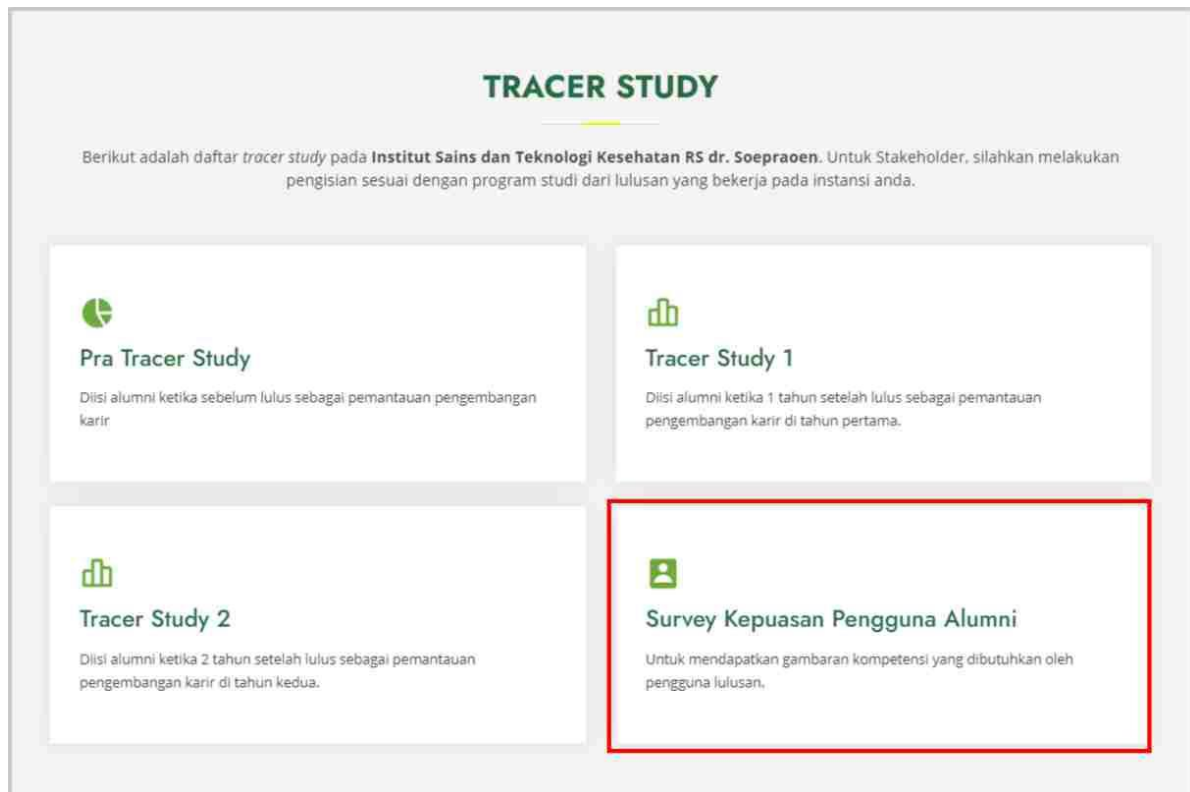 TRACER STUDY
Berikut adalah daftar tracer study pada Institut Sains dan Teknologi Kesehatan RS dr. Soepraoen. Untuk Stakeholder, silahkan melakukan
pengisian sesuai dengan program studi dari lulusan yang bekerja pada instansi anda.
Pra Tracer Study
Diisi alumni ketika sebelum lulus sebagai pemantauan pengembangan
karir
Tracer Study 1
Diisi alumni ketika 1 tahun setelah lulus sebagai pemantauan
pengembangan karir di tahun pertama.
Tracer Study 2
Diisi alumni ketika 2 tahun setelah lulus sebagai pemantauan
pengembangan karir di tahun kedua.
Survey Kepuasan Pengguna Alumni
Untuk mendapatkan gambaran kompetensi yang dibutuhkan oleh
pengguna lulusan.